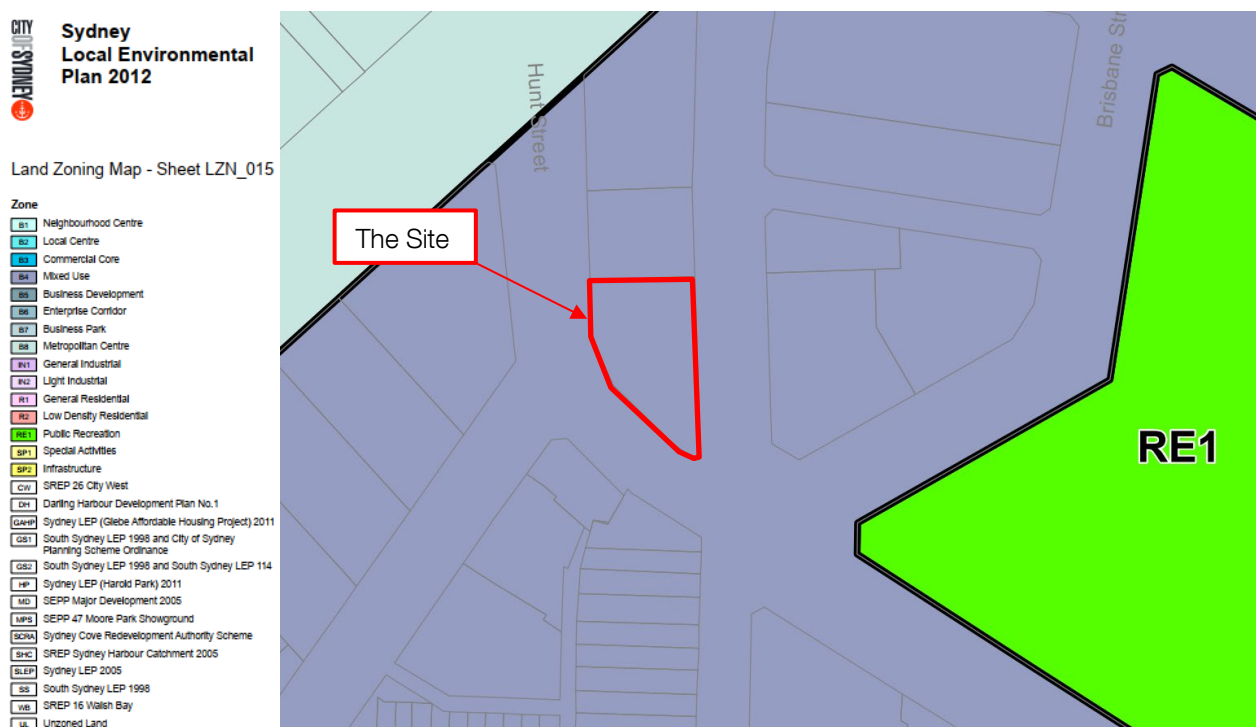 CITY OF SYDNEY
Sydney
Local Environmental
Plan 2012
Land Zoning Map - Sheet LZN_015
Zone
B1 Neighbourhood Centre
B2 Local Centre
B3 Commercial Core
B4 Mixed Use
B5 Business Development
B6 Enterprise Corridor
B7 Business Park
B8 Metropolitan Centre
IN1 General Industrial
IN2 Light Industrial
R1 General Residential
R2 Low Density Residential
RE1 Public Recreation
SP1 Special Activities
SP2 Infrastructure
CW SREP 26 City West
DH Darling Harbour Development Plan No.1
GAHP Sydney LEP (Glebe Affordable Housing Project) 2011
GS1 South Sydney LEP 1998 and City of Sydney
Planning Scheme Ordinance
GS2 South Sydney LEP 1998 and South Sydney LEP 114
HP Sydney LEP (Harold Park) 2011
MD SEPP Major Development 2005
MPS SEPP 47 Moore Park Showground
SCRA Sydney Cove Redevelopment Authority Scheme
SHC SREP Sydney Harbour Catchment 2005
SLEP Sydney LEP 2005
SS South Sydney LEP 1998
WB SREP 16 Walsh Bay
UL Unzoned Land
Hunt Street
Brisbane Str
The Site
RE1